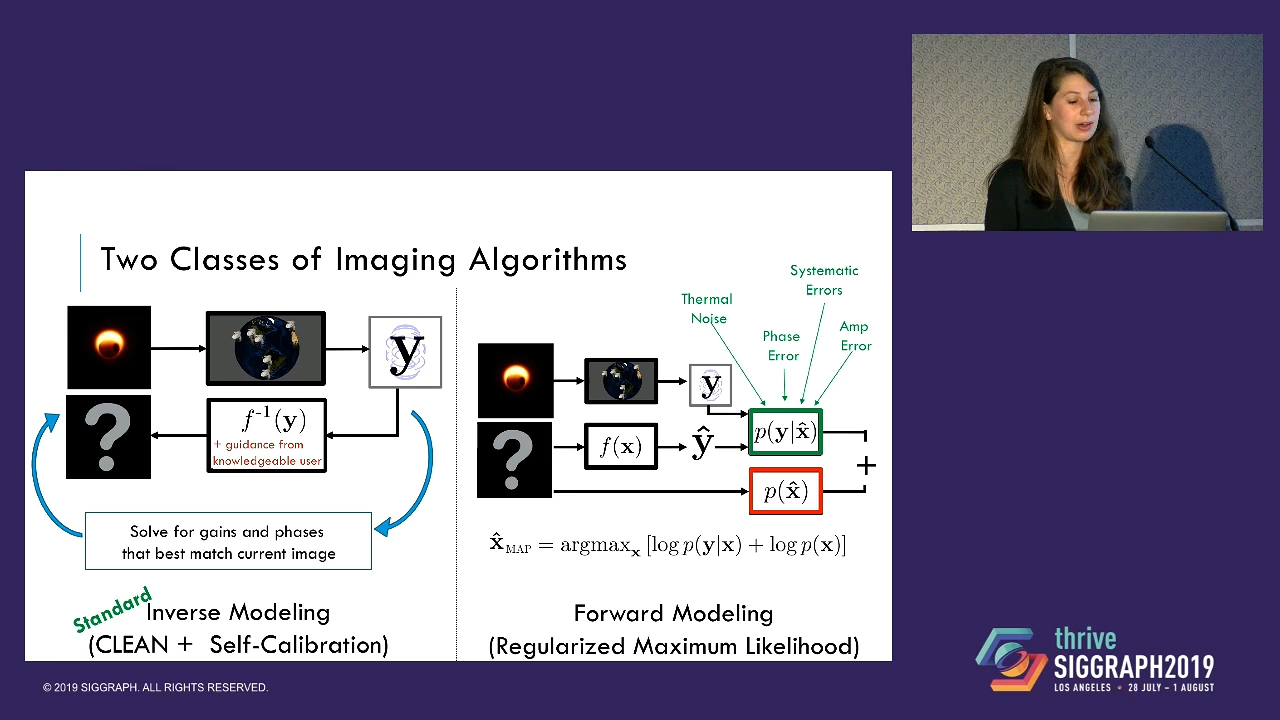 Two Classes of Imaging Algorithms
y
?
f⁻¹(y)
+ guidance from
knowledgeable user
Solve for gains and phases
that best match current image
Standard
Inverse Modeling
(CLEAN + Self-Calibration)
Thermal
Noise
Systematic
Errors
Phase
Error
Amp
Error
y
?
f(x)
ŷ
p(y|x̂)
+
p(x̂)
x̂ MAP = argmaxₓ [log p(y|x) + log p(x)]
Forward Modeling
(Regularized Maximum Likelihood)
© 2019 SIGGRAPH. ALL RIGHTS RESERVED.
thrive
SIGGRAPH2019
LOS ANGELES • 28 JULY - 1 AUGUST